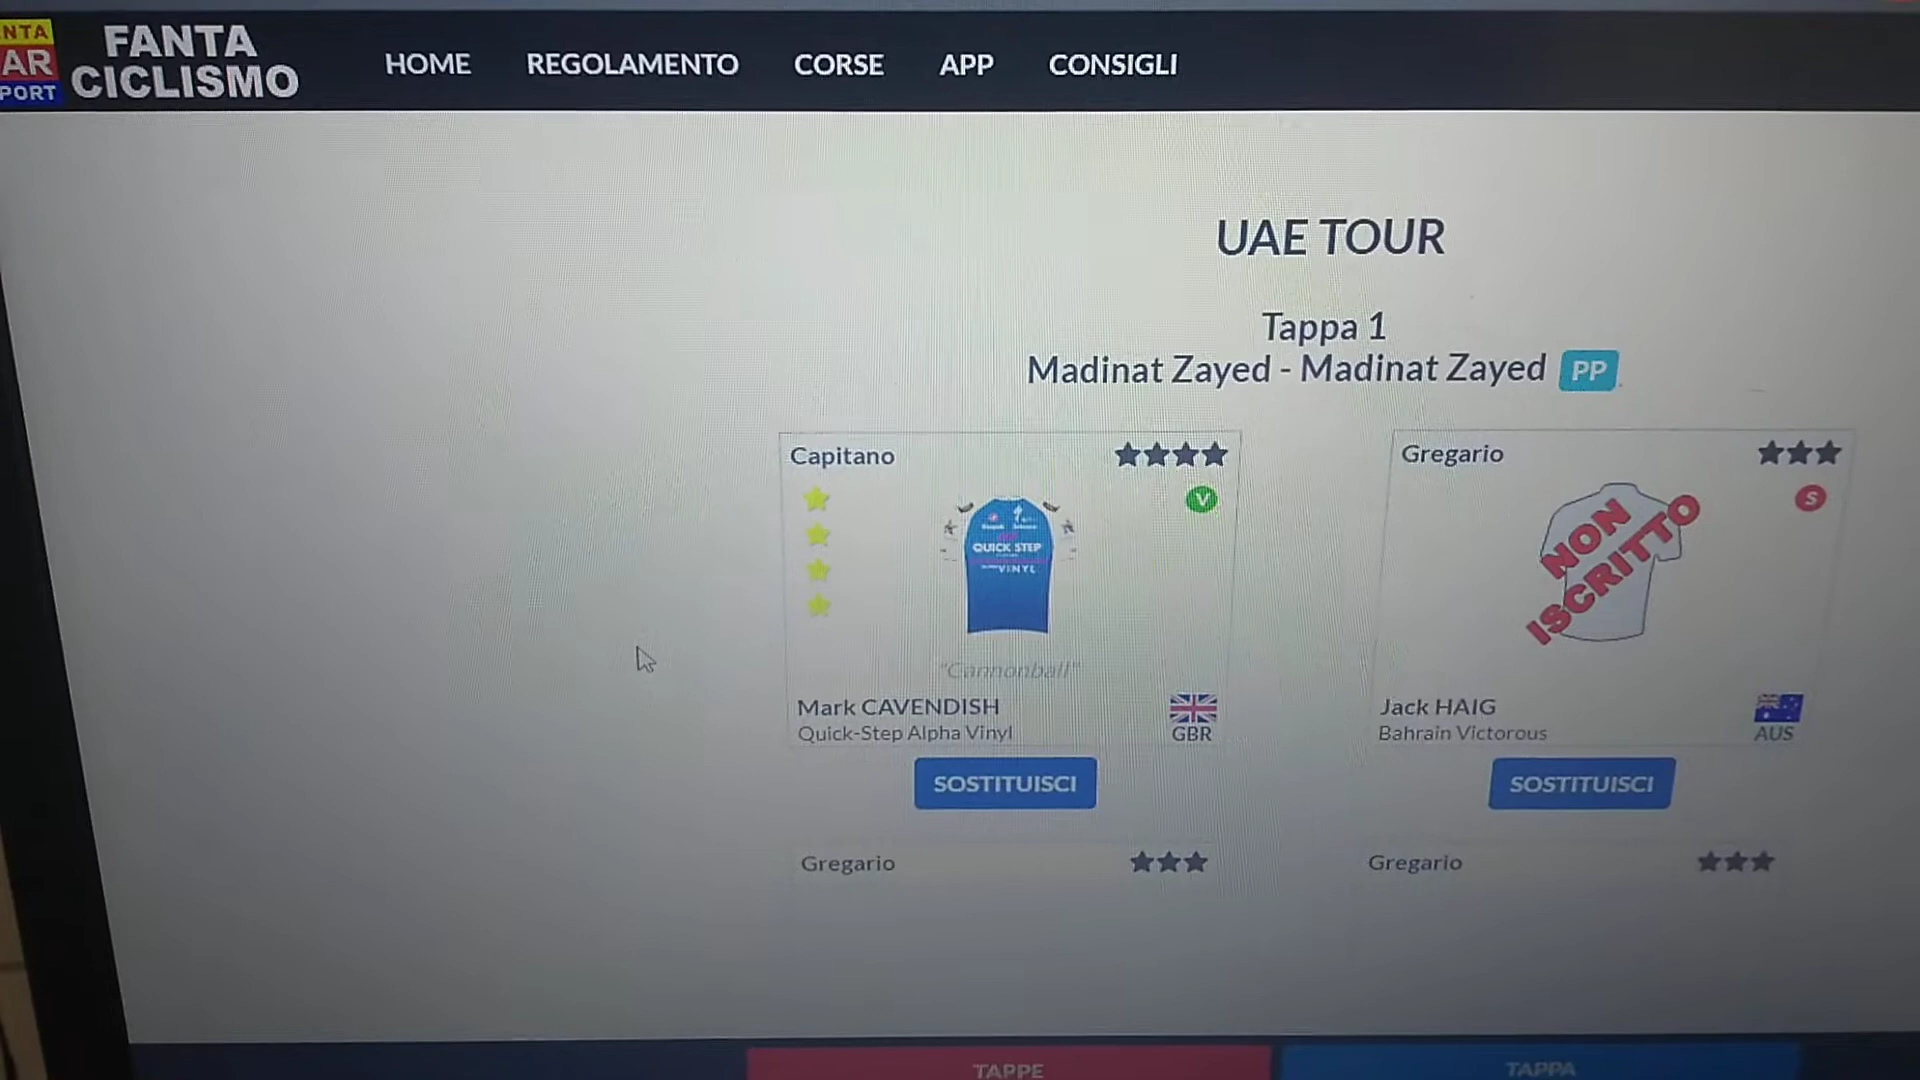 NTA
AR
PORT
FANTA
CICLISMO
HOME
REGOLAMENTO
CORSE
APP
CONSIGLI
UAE TOUR
Tappa 1
Madinat Zayed - Madinat Zayed PP
Capitano
V
QUICK STEP
VINYL
"Cannonball"
Mark CAVENDISH
Quick-Step Alpha Vinyl
GBR
SOSTITUISCI
Gregario
S
NON
ISCRITTO
Jack HAIG
Bahrain Victorous
AUS
SOSTITUISCI
Gregario
Gregario
TAPPE
TAPPA